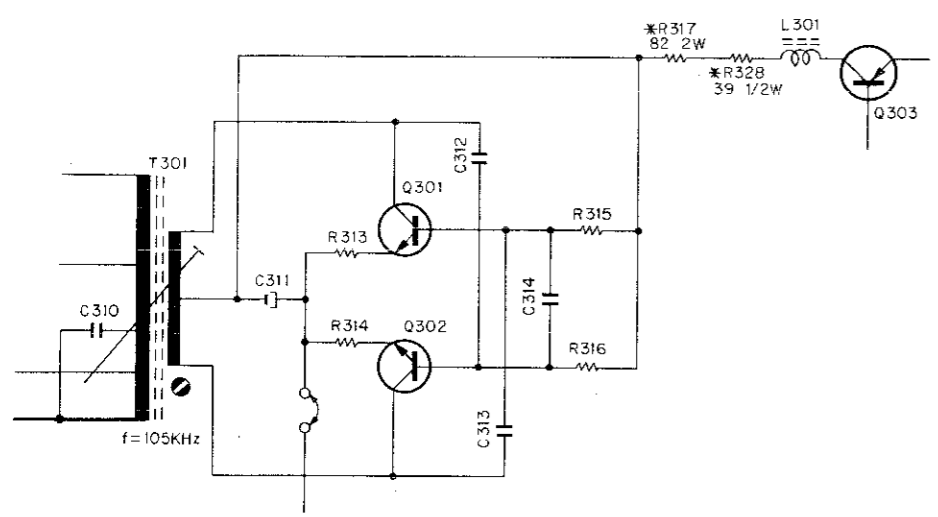 L301
*R317
82 2W
*R328
39 1/2W
Q303
T301
C312
Q301
R315
R313
C311
C314
C310
R314
Q302
R316
C313
f=105KHz